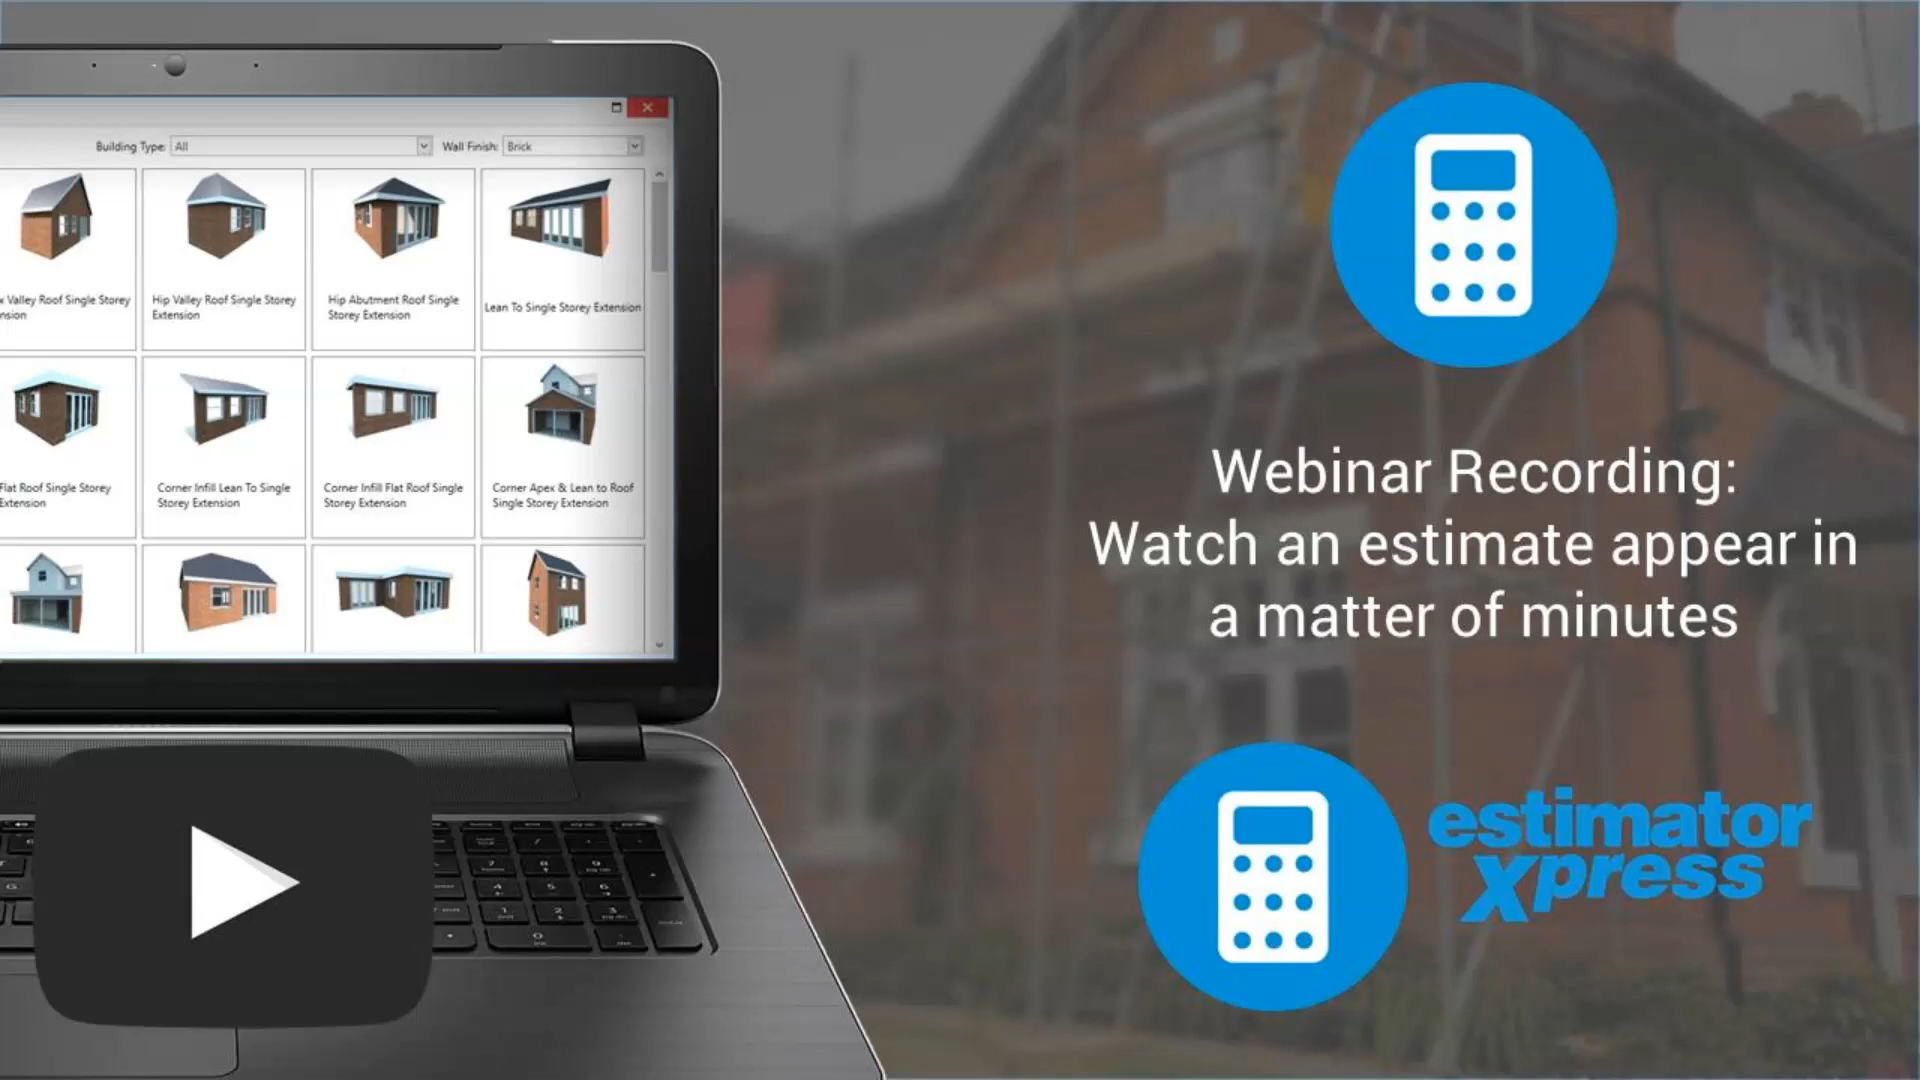 Building Type: All
Wall Finish: Brick
Valley Roof Single Storey
Hip Valley Roof Single Storey
Extension
Hip Abutment Roof Single
Storey Extension
Lean To Single Storey Extension
Flat Roof Single Storey
Extension
Corner Infill Lean To Single
Storey Extension
Corner Infill Flat Roof Single
Storey Extension
Corner Apex & Lean to Roof
Single Storey Extension
Webinar Recording:
Watch an estimate appear in
a matter of minutes
estimator
xpress